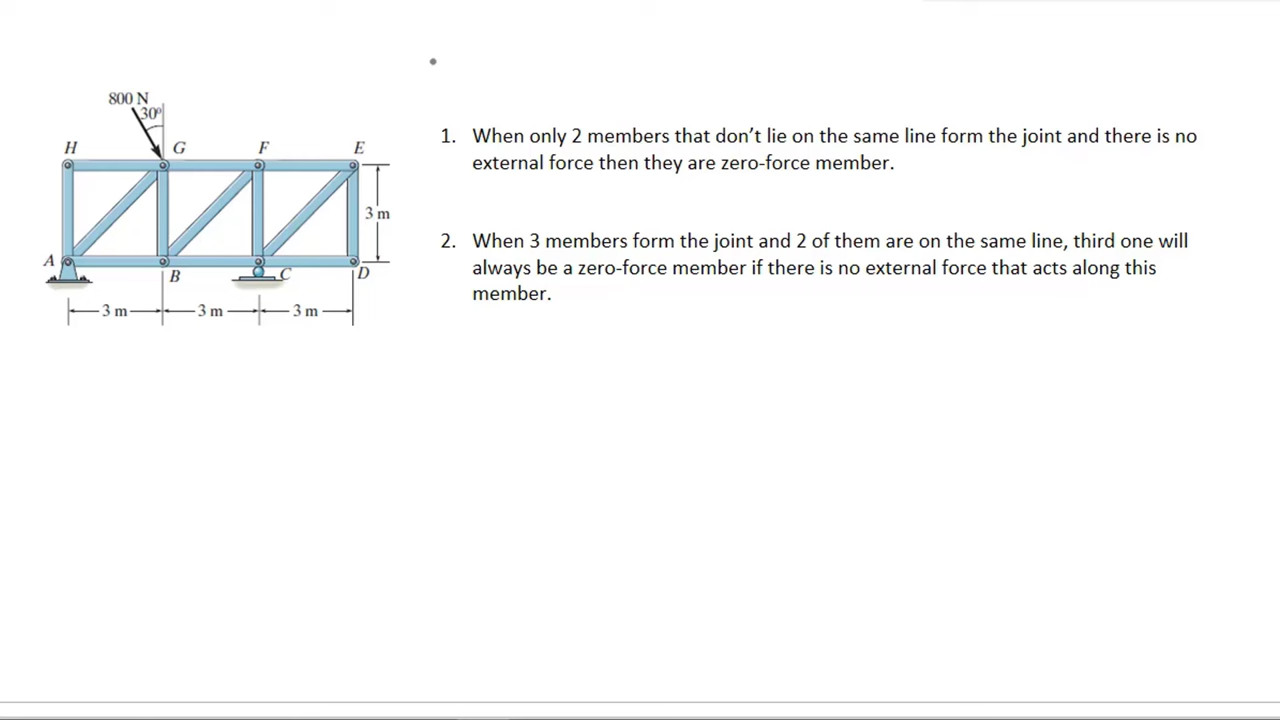 800 N
30º
H
G
F
E
3 m
A
B
C
D
3 m
3 m
3 m
1. When only 2 members that don’t lie on the same line form the joint and there is no
external force then they are zero-force member.
2. When 3 members form the joint and 2 of them are on the same line, third one will
always be a zero-force member if there is no external force that acts along this
member.